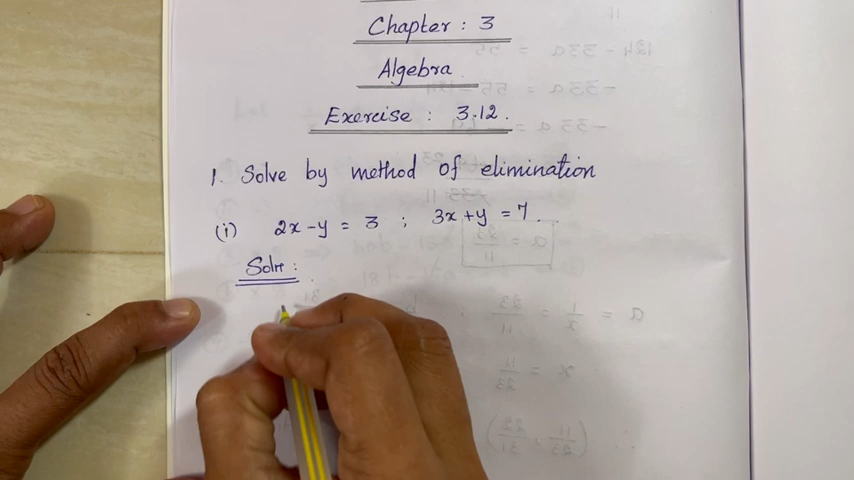 Chapter : 3
Algebra
Exercise : 3.12.
1. Solve by method of elimination
(i) 2x-y = 3 ; 3x+y = 7.
Soln :